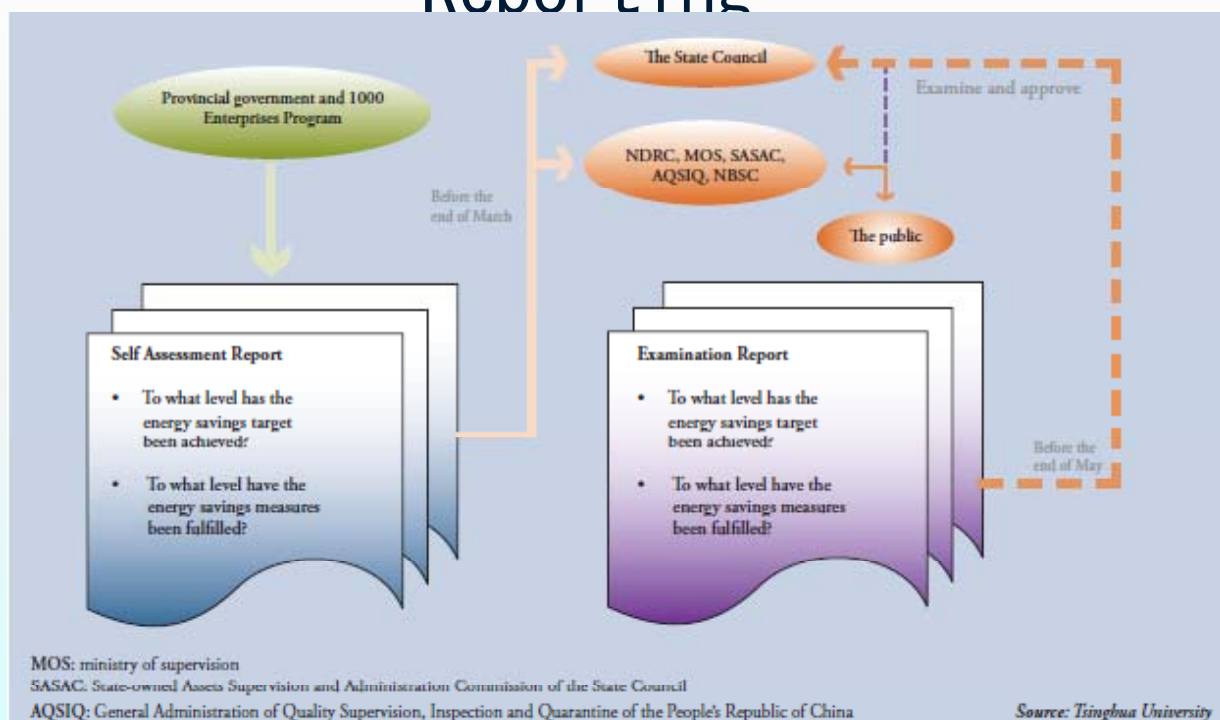 Reporting
Provincial government and 1000
Enterprises Program
The State Council
Examine and approve
NDRC, MOS, SASAC,
AQSIQ, NBSC
Before the
end of March
The public
Self Assessment Report
• To what level has the
energy savings target
been achieved?
• To what level have the
energy savings measures
been fulfilled?
Examination Report
• To what level has the
energy savings target
been achieved?
• To what level have the
energy savings measures
been fulfilled?
Before the
end of May
MOS: ministry of supervision
SASAC: State-owned Assets Supervision and Administration Commission of the State Council
AQSIQ: General Administration of Quality Supervision, Inspection and Quarantine of the People's Republic of China
Source: Tsinghua University